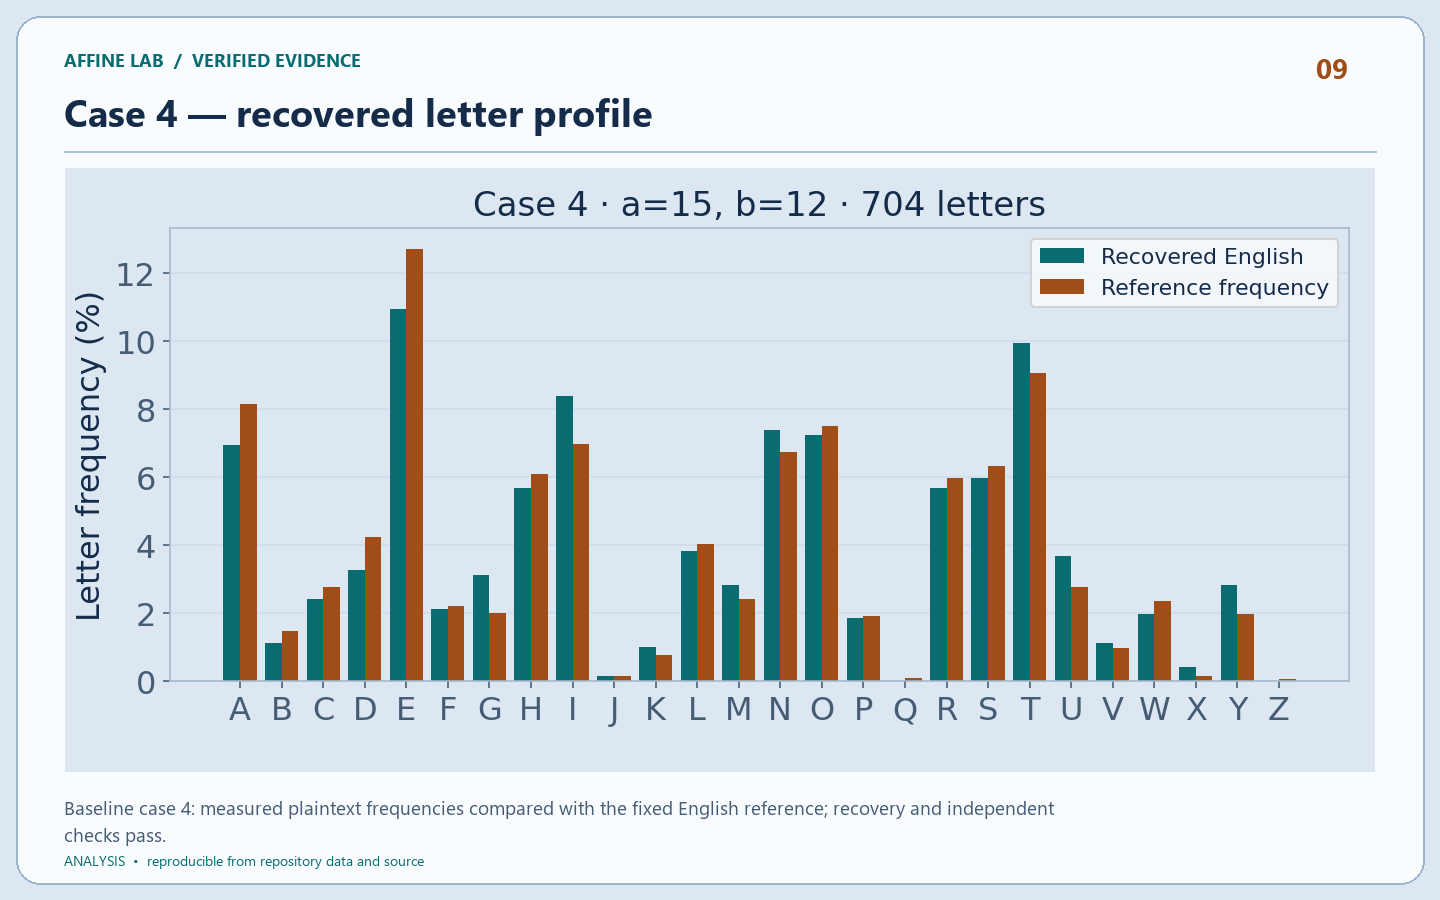 AFFINE LAB / VERIFIED EVIDENCE
09
Case 4 — recovered letter profile
Case 4 · a=15, b=12 · 704 letters
Recovered English
Reference frequency
Letter frequency (%)
12
10
8
6
4
2
0
A B C D E F G H I J K L M N O P Q R S T U V W X Y Z
Baseline case 4: measured plaintext frequencies compared with the fixed English reference; recovery and independent
checks pass.
ANALYSIS • reproducible from repository data and source